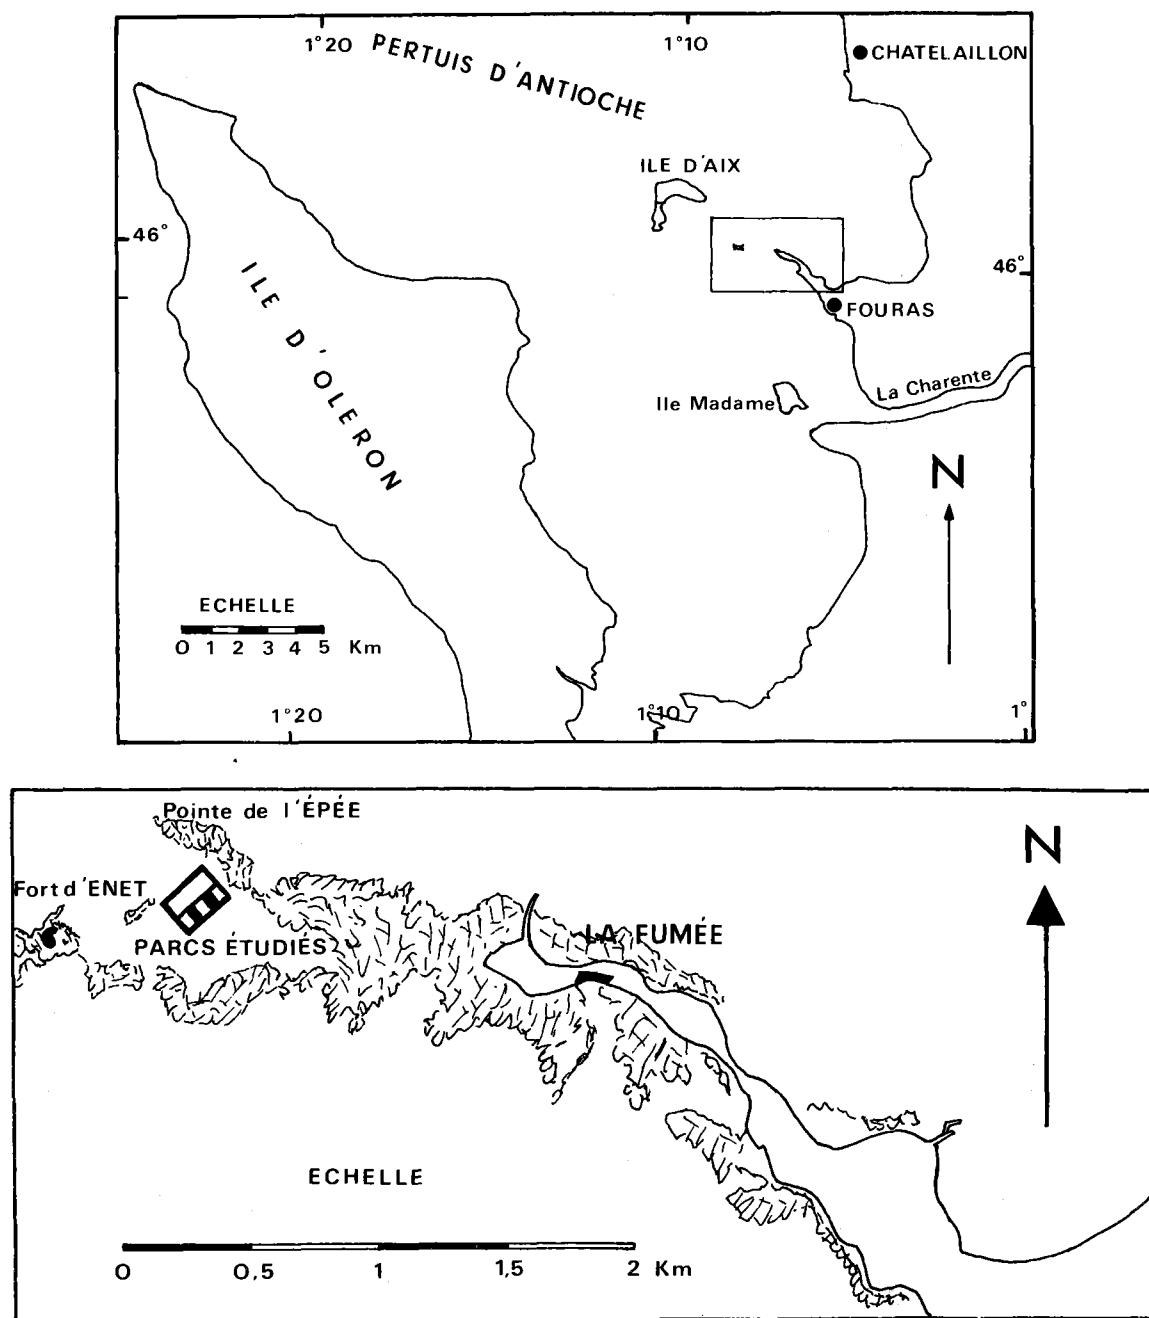 1°20
1°10
PERTUIS D'ANTIOCHE
CHATELAILLON
ILE D'AIX
46°
46°
ILE D'OLERON
FOURAS
La Charente
Ile Madame
N
ECHELLE
0 1 2 3 4 5 Km
1°20
1°10
1°
Pointe de l'ÉPÉE
N
Fort d'ENET
LA FUMÉE
PARCS ÉTUDIÉS
ECHELLE
0 0,5 1 1,5 2 Km